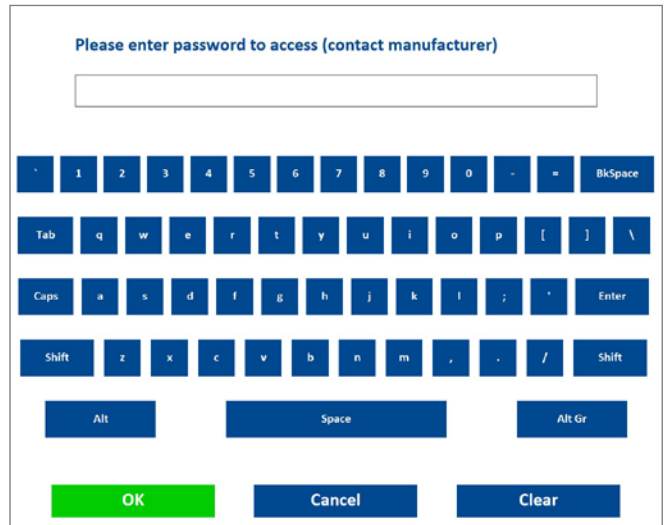 Please enter password to access (contact manufacturer)
` 1 2 3 4 5 6 7 8 9 0 - = BkSpace
Tab q w e r t y u i o p [ ] \
Caps a s d f g h j k l ; ' Enter
Shift z x c v b n m , . / Shift
Alt Space Alt Gr
OK Cancel Clear